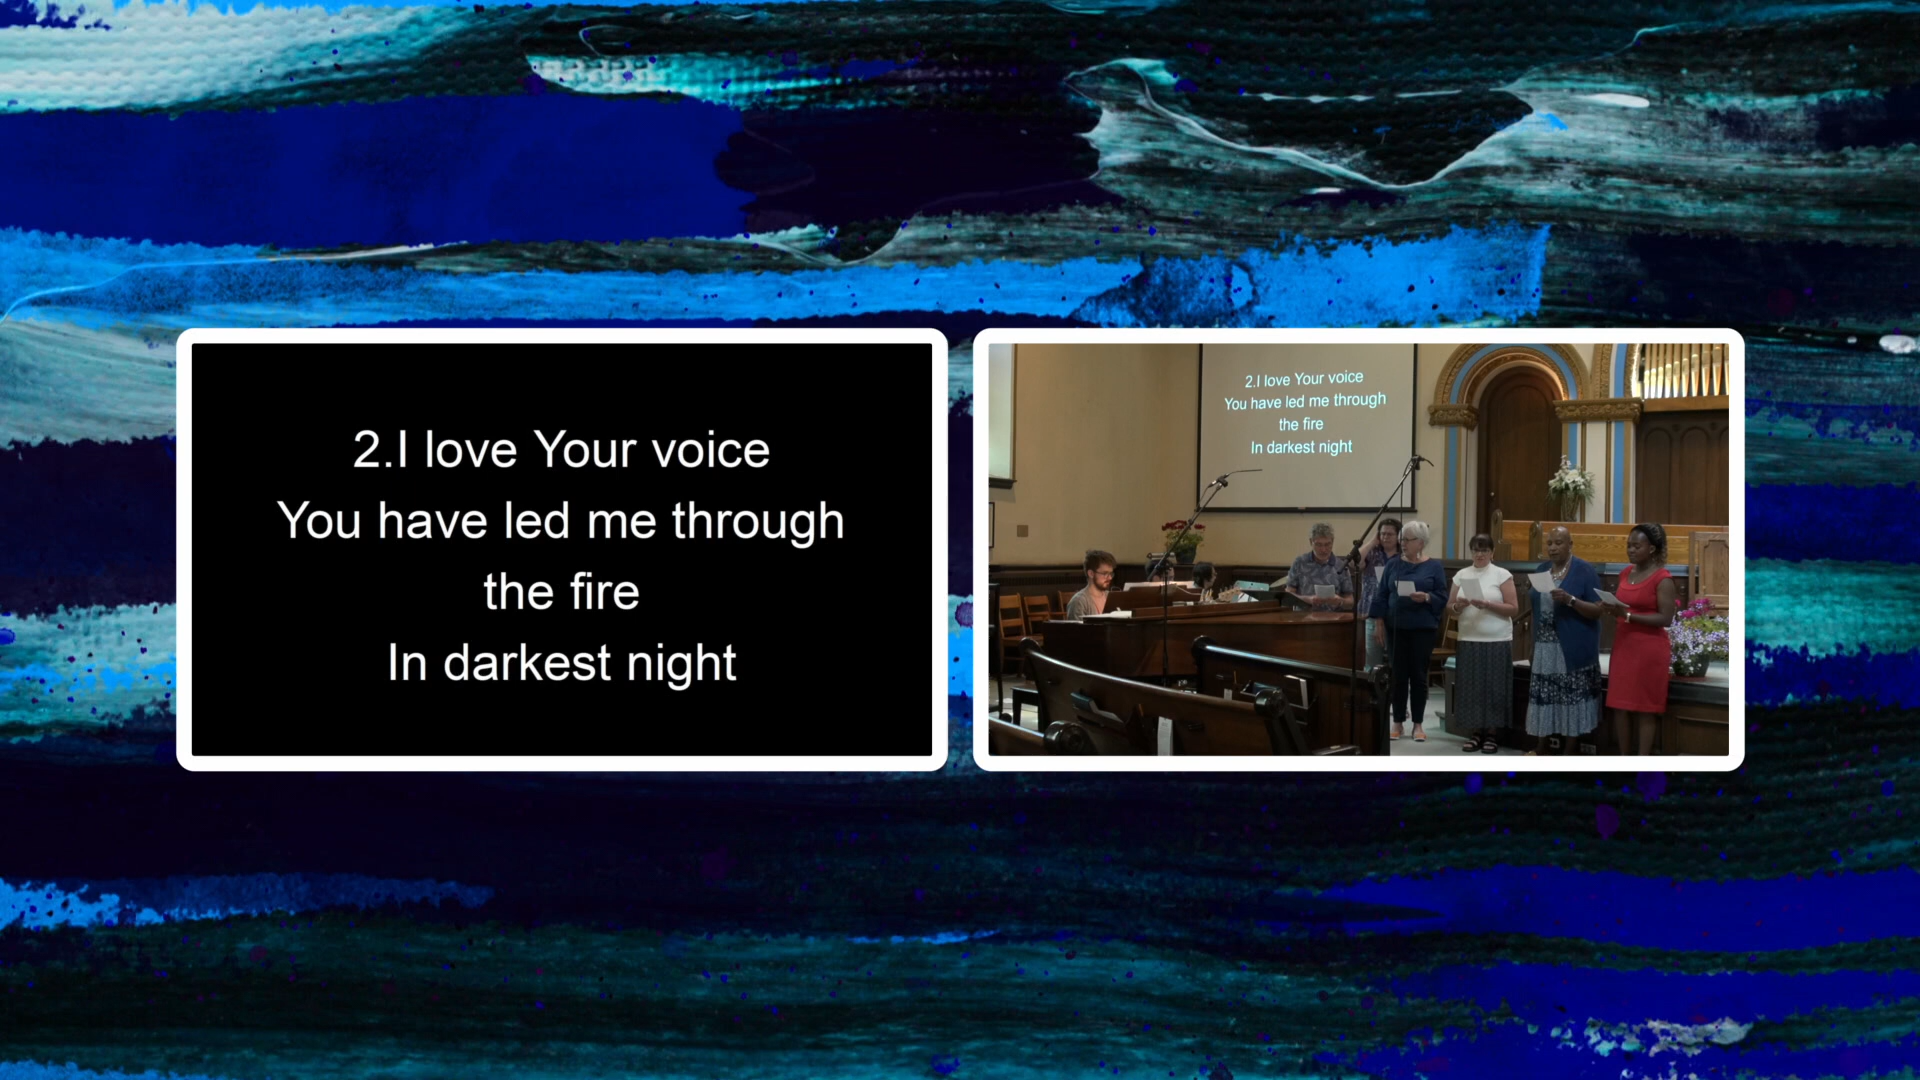 2.I love Your voice
You have led me through
the fire
In darkest night
2.I love Your voice
You have led me through
the fire
In darkest night